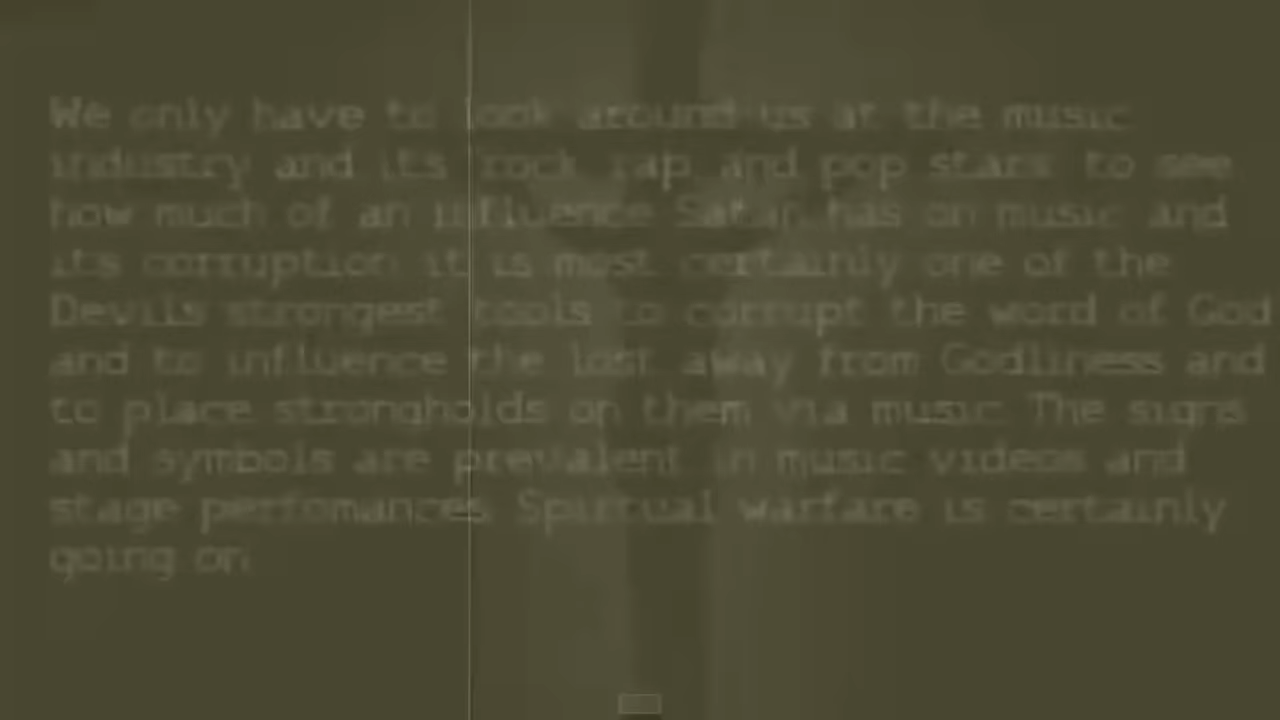 We only have to look around us at the music
industry and its rock rap and pop stars to see
how much of an influence Satan has on music and
its corruption it is most certainly one of the
Devils strongest tools to corrupt the word of God
and to influence the lost away from Godliness and
to place strongholds on them via music. The signs
and symbols are prevalent in music videos and
stage perfomances. Spiritual warfare is certainly
going on